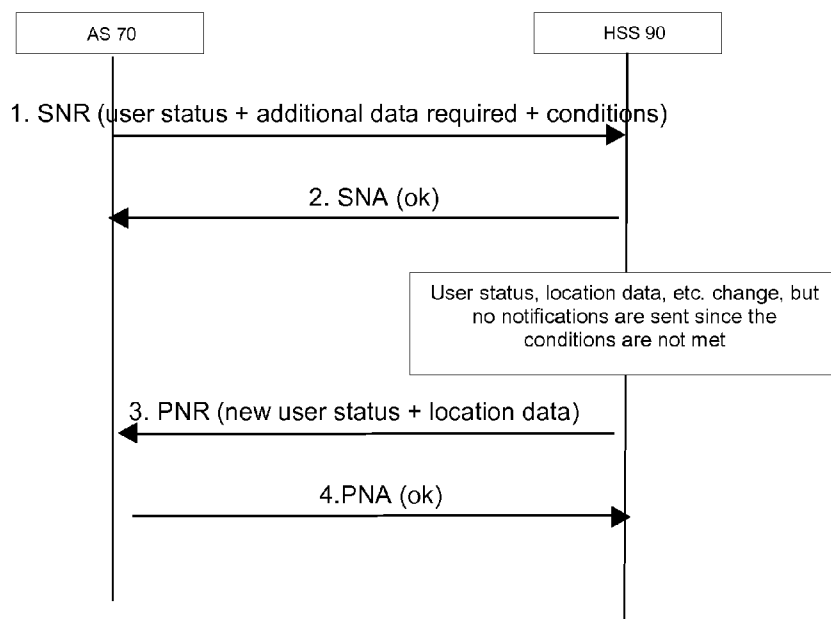 AS 70
HSS 90
1. SNR (user status + additional data required + conditions)
2. SNA (ok)
User status, location data, etc. change, but
no notifications are sent since the
conditions are not met
3. PNR (new user status + location data)
4.PNA (ok)